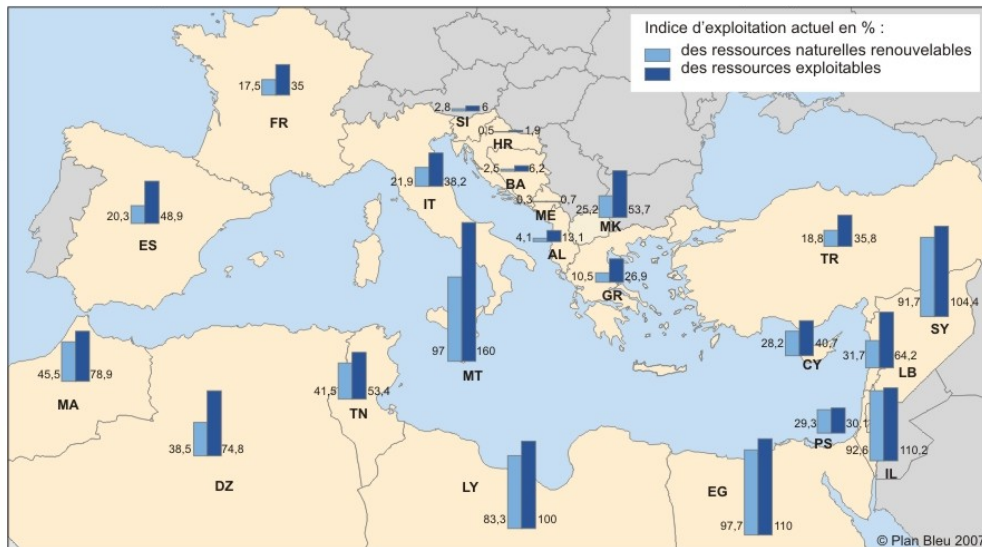 Indice d'exploitation actuel en % :
des ressources naturelles renouvelables
des ressources exploitables
17,5 35
FR
2,8 6
SI
0,5 1,9
HR
2,5 6,2
BA
21,9 38,2
IT
0,3 0,7
ME
25,2 53,7
MK
20,3 48,9
ES
4,1 13,1
AL
18,8 35,8
TR
10,5 26,9
GR
91,7 104,4
SY
28,2 40,7
CY
31,7 64,2
LB
97 160
MT
45,5 78,9
MA
41,5 53,4
TN
29,3 30,1
PS
38,5 74,8
DZ
92,6 110,2
IL
LY
83,3 100
EG
97,7 110
© Plan Bleu 2007